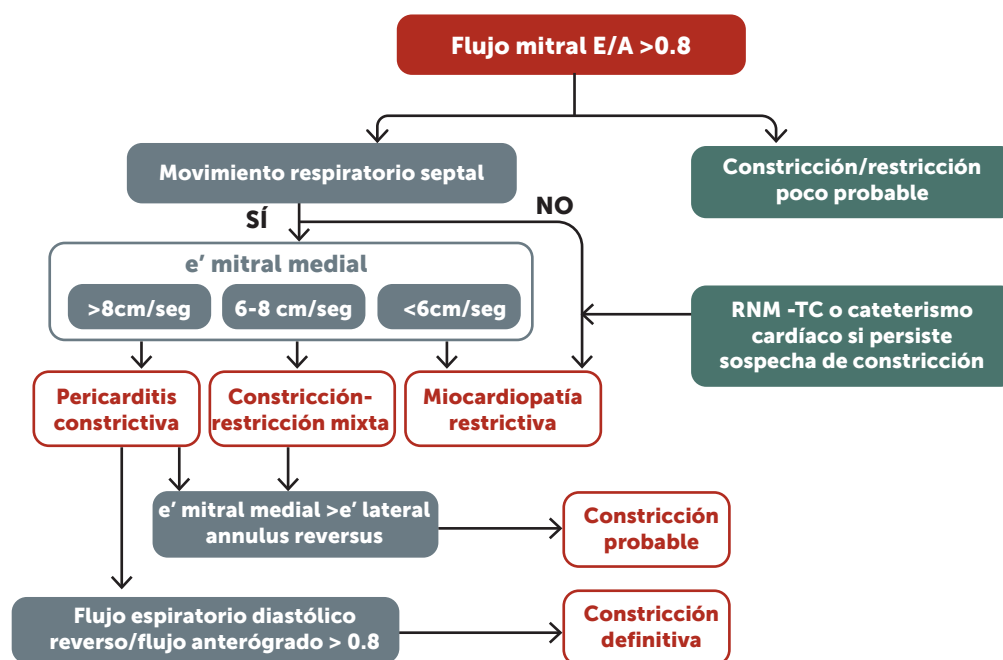 Flujo mitral E/A >0.8
Movimiento respiratorio septal
Constricción/restricción
poco probable
SÍ
NO
e' mitral medial
>8cm/seg
6-8 cm/seg
<6cm/seg
RNM -TC o cateterismo
cardíaco si persiste
sospecha de constricción
Pericarditis
constrictiva
Constricción-
restricción mixta
Miocardiopatía
restrictiva
e' mitral medial >e' lateral
annulus reversus
Constricción
probable
Flujo espiratorio diastólico
reverso/flujo anterógrado > 0.8
Constricción
definitiva